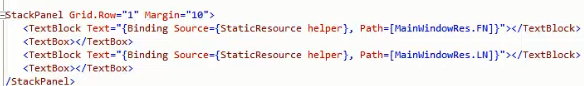 StackPanel Grid.Row="1" Margin="10">
<TextBlock Text="{Binding Source={StaticResource helper}, Path=[MainWindowRes.FN]}"></TextBlock>
<TextBox></TextBox>
<TextBlock Text="{Binding Source={StaticResource helper}, Path=[MainWindowRes.LN]}"></TextBlock>
<TextBox></TextBox>
/StackPanel>